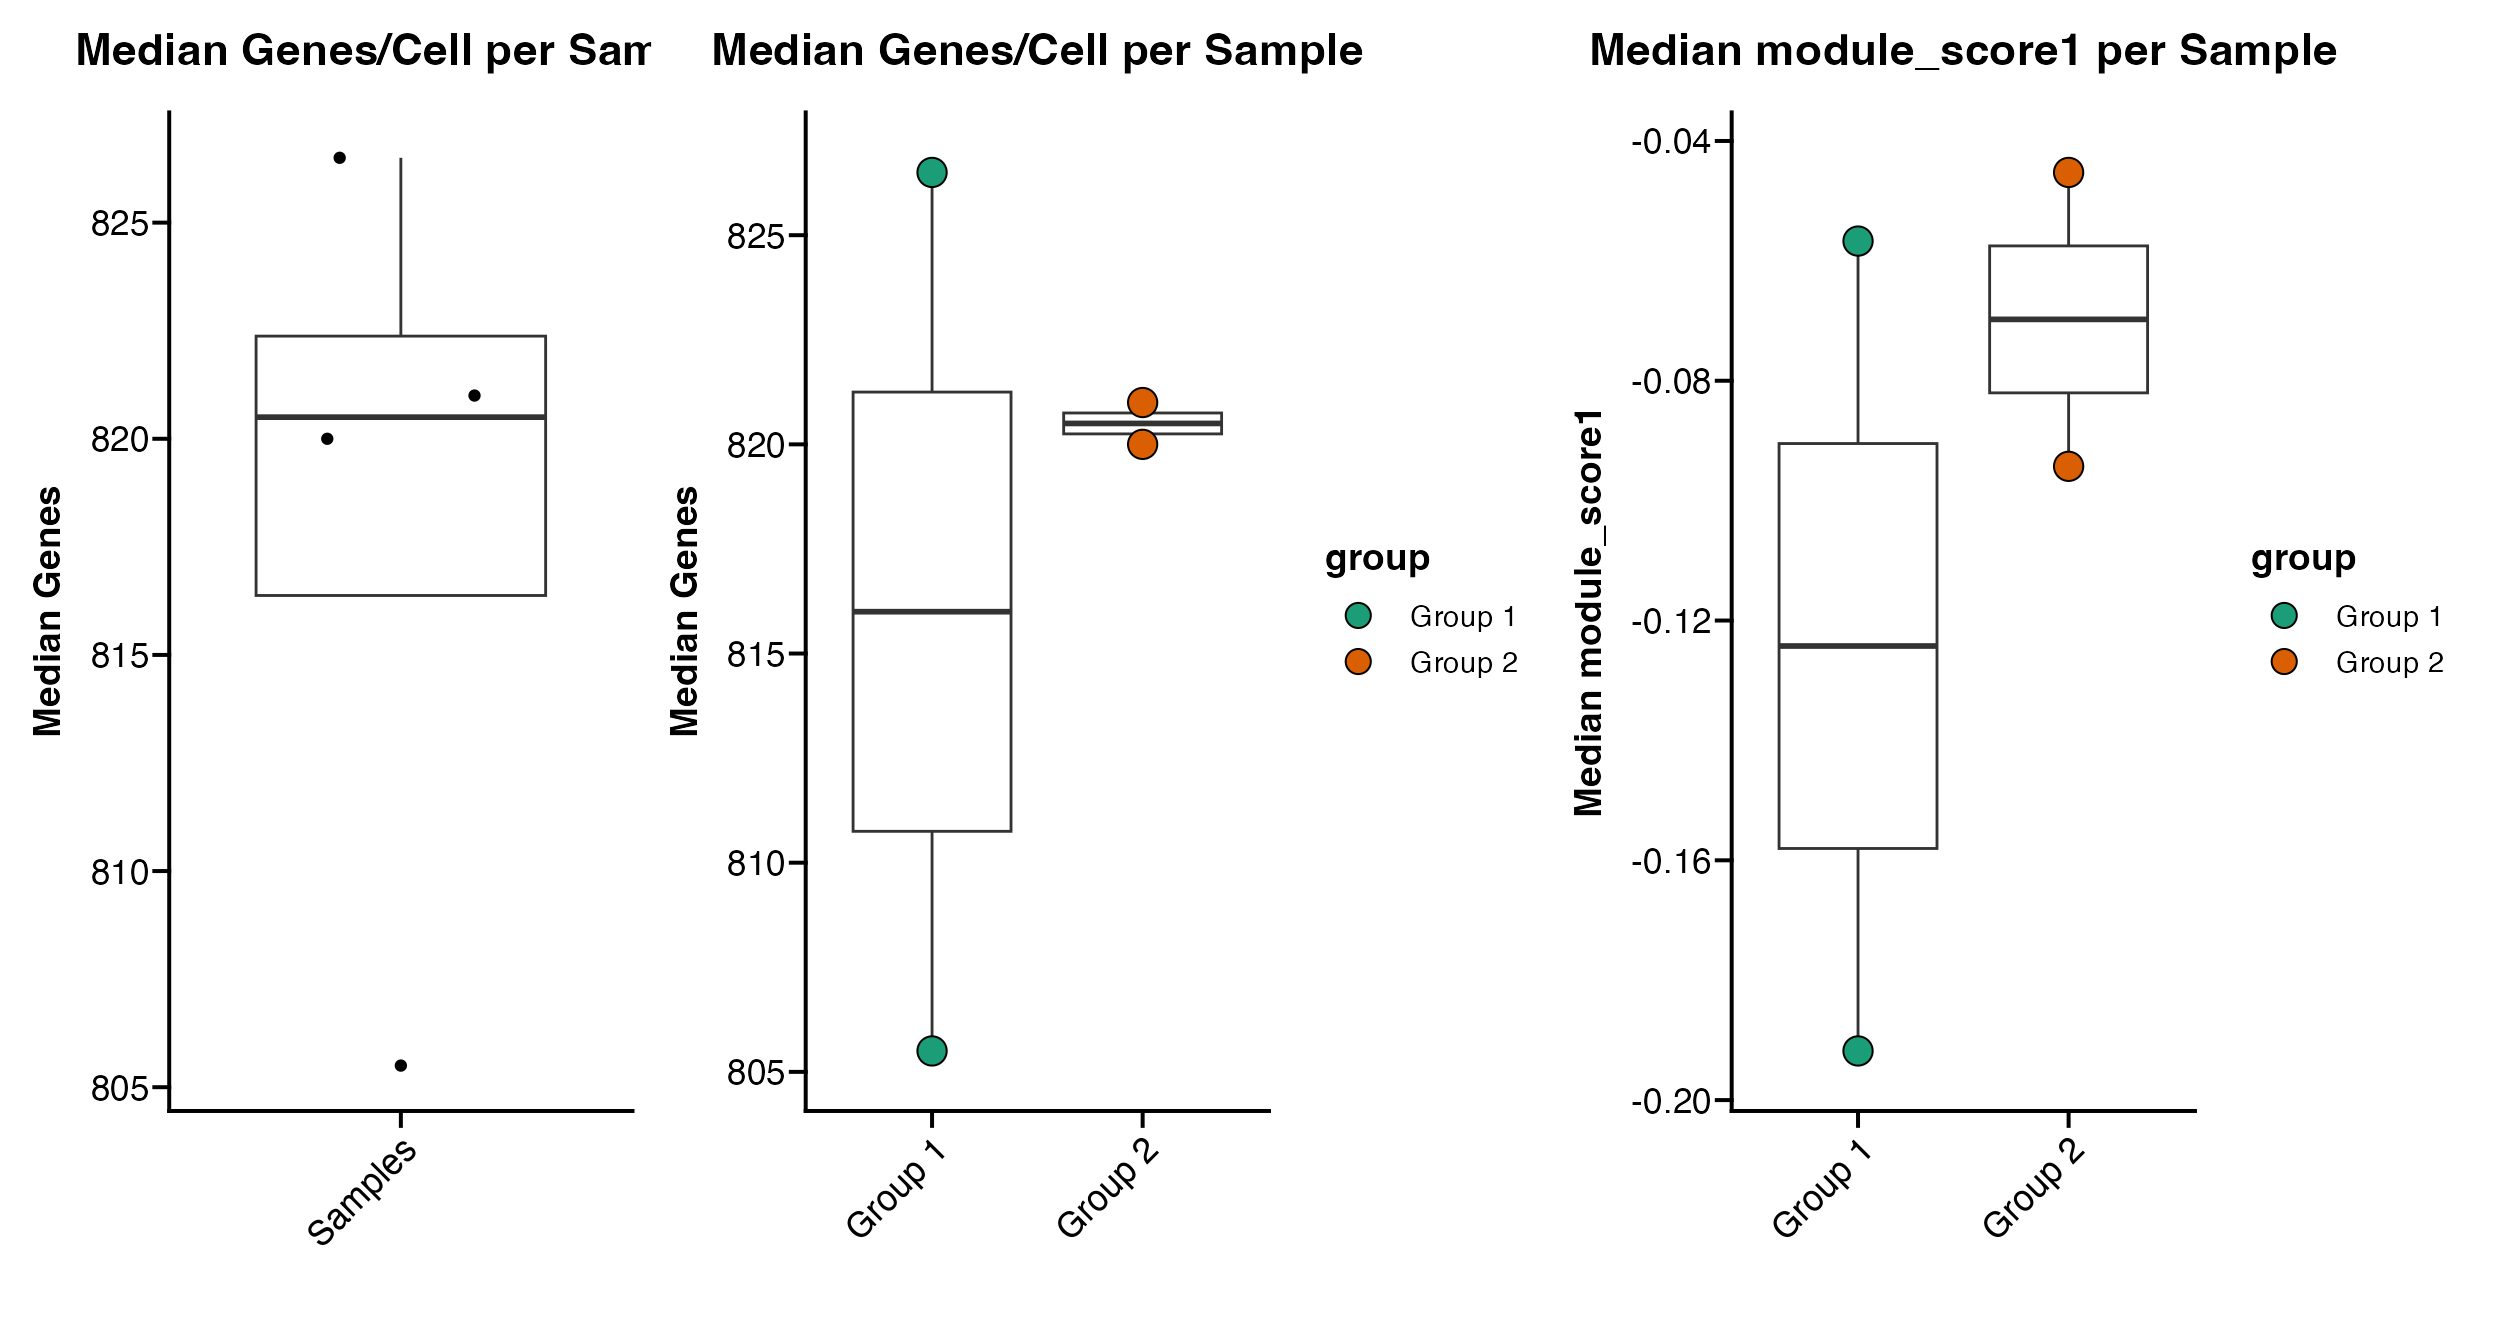 Median Genes/Cell per Sam
Median Genes
825
820
815
810
805
Samples
Median Genes/Cell per Sample
Median Genes
825
820
815
810
805
Group 1
Group 2
group
Group 1
Group 2
Median module_score1 per Sample
Median module_score1
-0.04
-0.08
-0.12
-0.16
-0.20
Group 1
Group 2
group
Group 1
Group 2